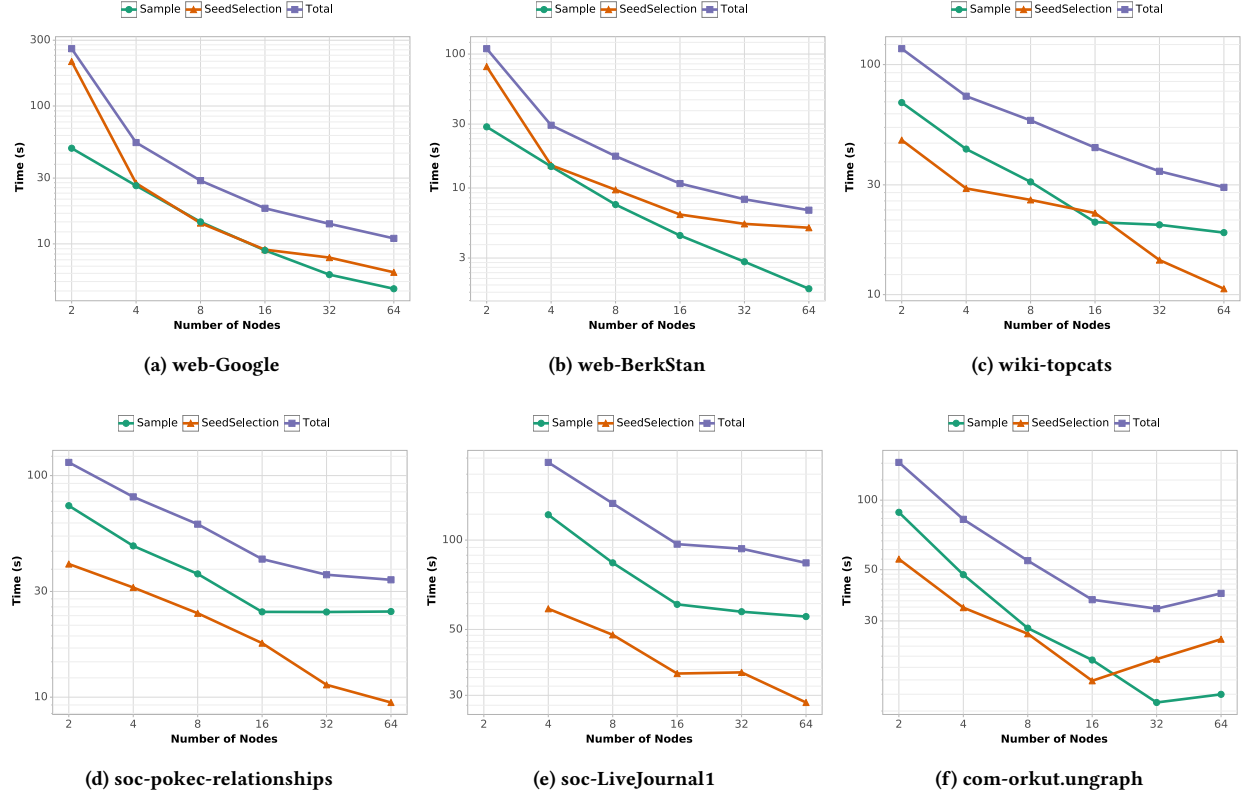 Sample SeedSelection Total
Sample SeedSelection Total
Sample SeedSelection Total
Time (s)
300
100
30
10
2 4 8 16 32 64
Number of Nodes
(a) web-Google
Time (s)
100
30
10
3
2 4 8 16 32 64
Number of Nodes
(b) web-BerkStan
Time (s)
100
30
10
2 4 8 16 32 64
Number of Nodes
(c) wiki-topcats
Sample SeedSelection Total
Sample SeedSelection Total
Sample SeedSelection Total
Time (s)
100
30
10
2 4 8 16 32 64
Number of Nodes
(d) soc-pokec-relationships
Time (s)
100
50
30
2 4 8 16 32 64
Number of Nodes
(e) soc-LiveJournal1
Time (s)
100
50
30
2 4 8 16 32 64
Number of Nodes
(f) com-orkut.ungraph